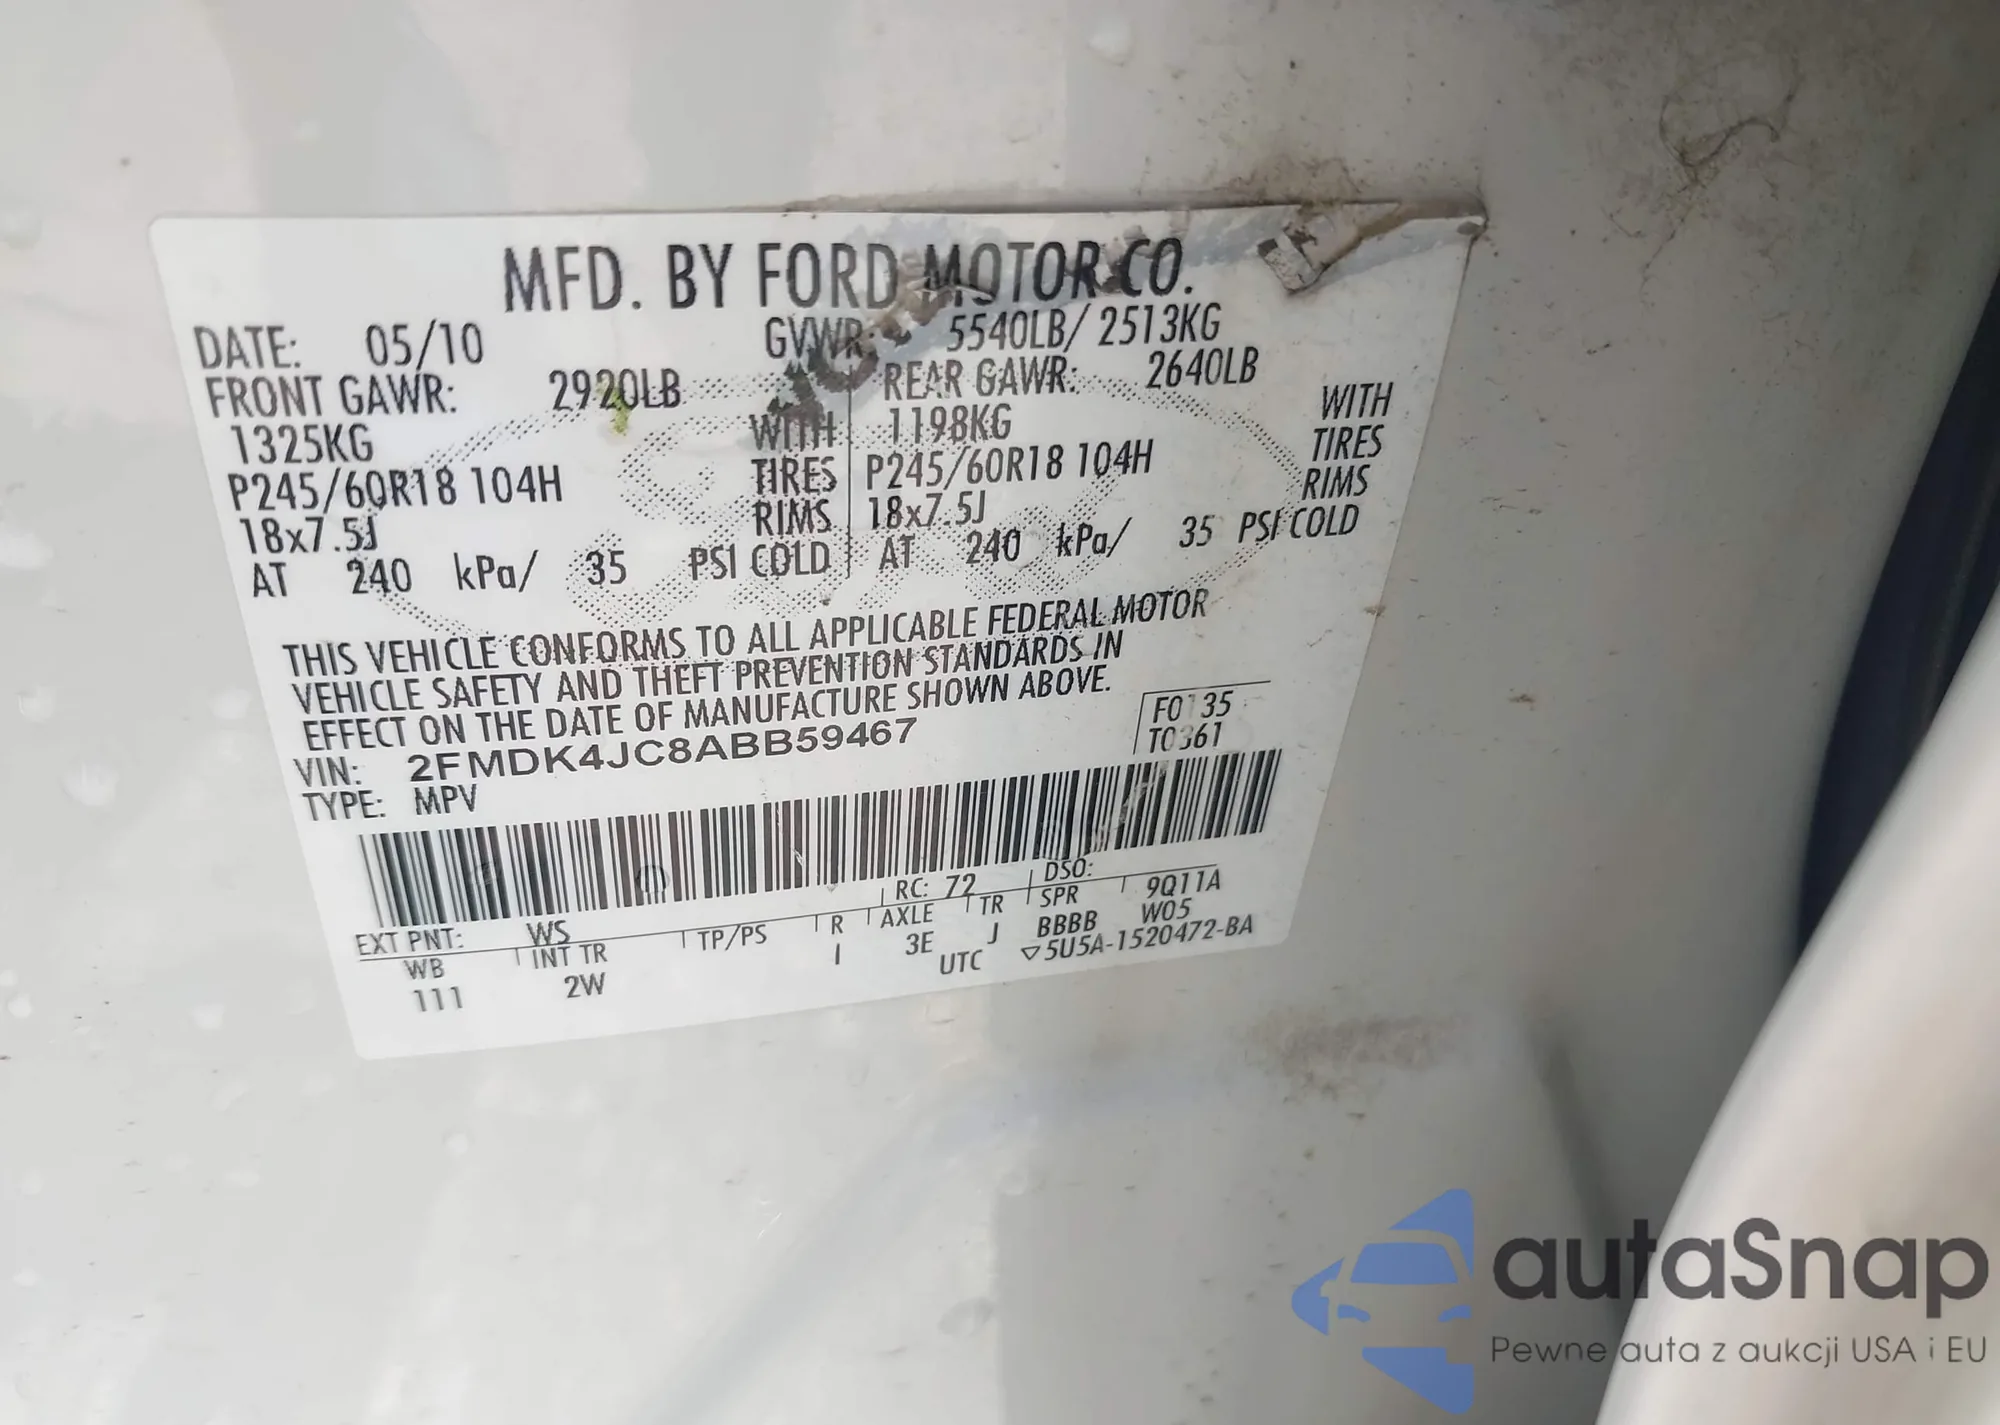 MFD. BY FORD MOTOR CO.
DATE: 05/10 GVWR: 5540LB/ 2513KG
FRONT GAWR: 2920LB REAR GAWR: 2640LB
1325KG WITH 1198KG WITH
P245/60R18 104H TIRES P245/60R18 104H TIRES
18x7.5J RIMS 18x7.5J RIMS
AT 240 kPa/ 35 PSI COLD AT 240 kPa/ 35 PSI COLD
THIS VEHICLE CONFORMS TO ALL APPLICABLE FEDERAL MOTOR
VEHICLE SAFETY AND THEFT PREVENTION STANDARDS IN
EFFECT ON THE DATE OF MANUFACTURE SHOWN ABOVE.
VIN: 2FMDK4JC8ABB59467 F0135
TYPE: MPV T0361
EXT PNT: WS RC: 72 DSO:
WB INT TR TP/PS R AXLE TR SPR 9Q11A
111 2W I 3E J BBBB W05
UTC ▽5U5A-1520472-BA
autaSnap
Pewne auta z aukcji USA i EU